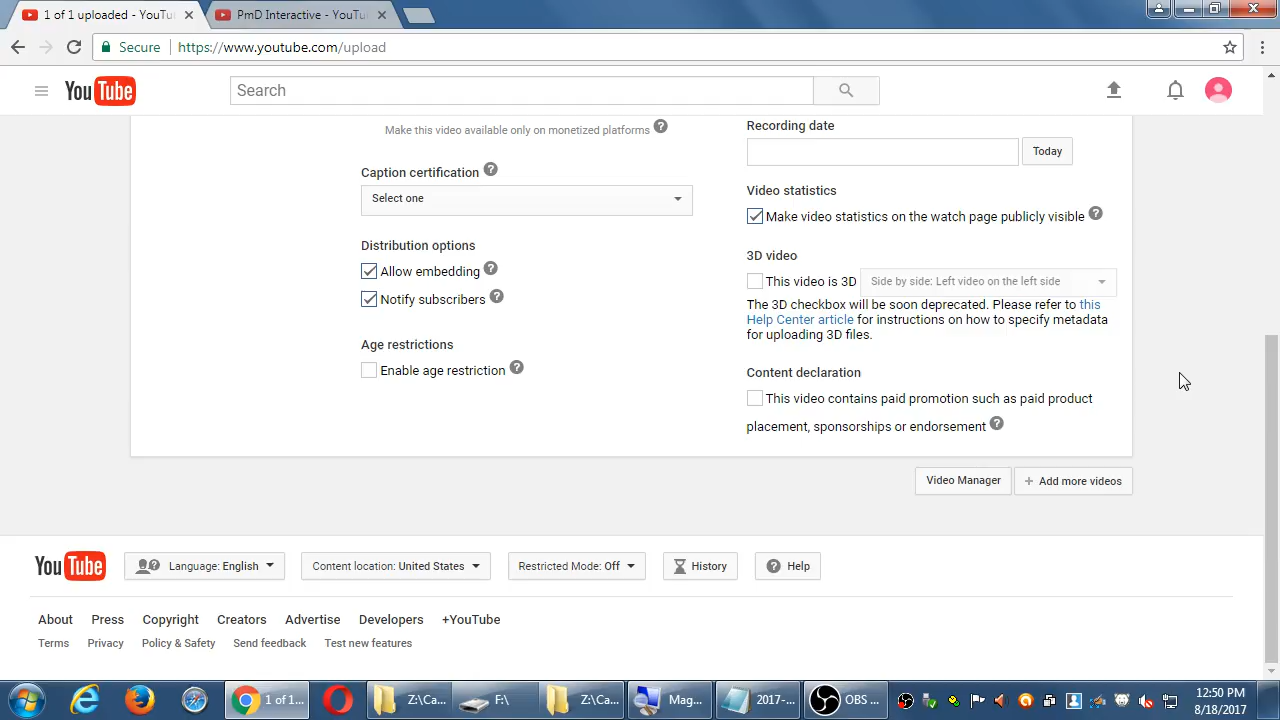 1 of 1 uploaded - YouTu
PmD Interactive - YouTu
Secure
https://www.youtube.com/upload
YouTube
Search
Make this video available only on monetized platforms ?
Caption certification ?
Select one
Distribution options
Allow embedding ?
Notify subscribers ?
Age restrictions
Enable age restriction ?
Recording date
Today
Video statistics
Make video statistics on the watch page publicly visible ?
3D video
This video is 3D
Side by side: Left video on the left side
The 3D checkbox will be soon deprecated. Please refer to this
Help Center article for instructions on how to specify metadata
for uploading 3D files.
Content declaration
This video contains paid promotion such as paid product
placement, sponsorships or endorsement ?
Video Manager
+ Add more videos
YouTube
Language: English
Content location: United States
Restricted Mode: Off
History
? Help
About Press Copyright Creators Advertise Developers +YouTube
Terms Privacy Policy & Safety Send feedback Test new features
1 of 1...
Z:\Ca...
F:\
Z:\Ca...
Mag...
2017-...
OBS ...
12:50 PM
8/18/2017